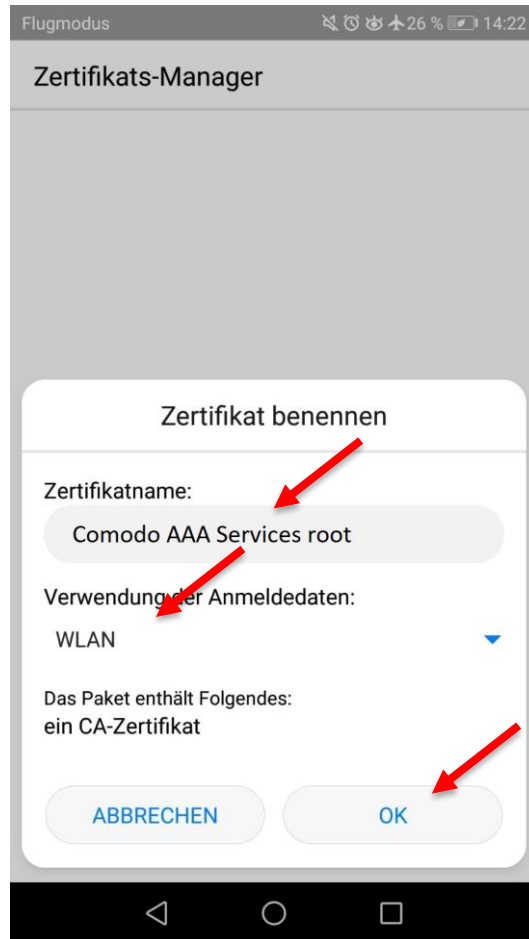 Flugmodus 26 % 14:22
Zertifikats-Manager
Zertifikat benennen
Zertifikatname:
Comodo AAA Services root
Verwendung der Anmeldedaten:
WLAN
Das Paket enthält Folgendes:
ein CA-Zertifikat
ABBRECHEN OK